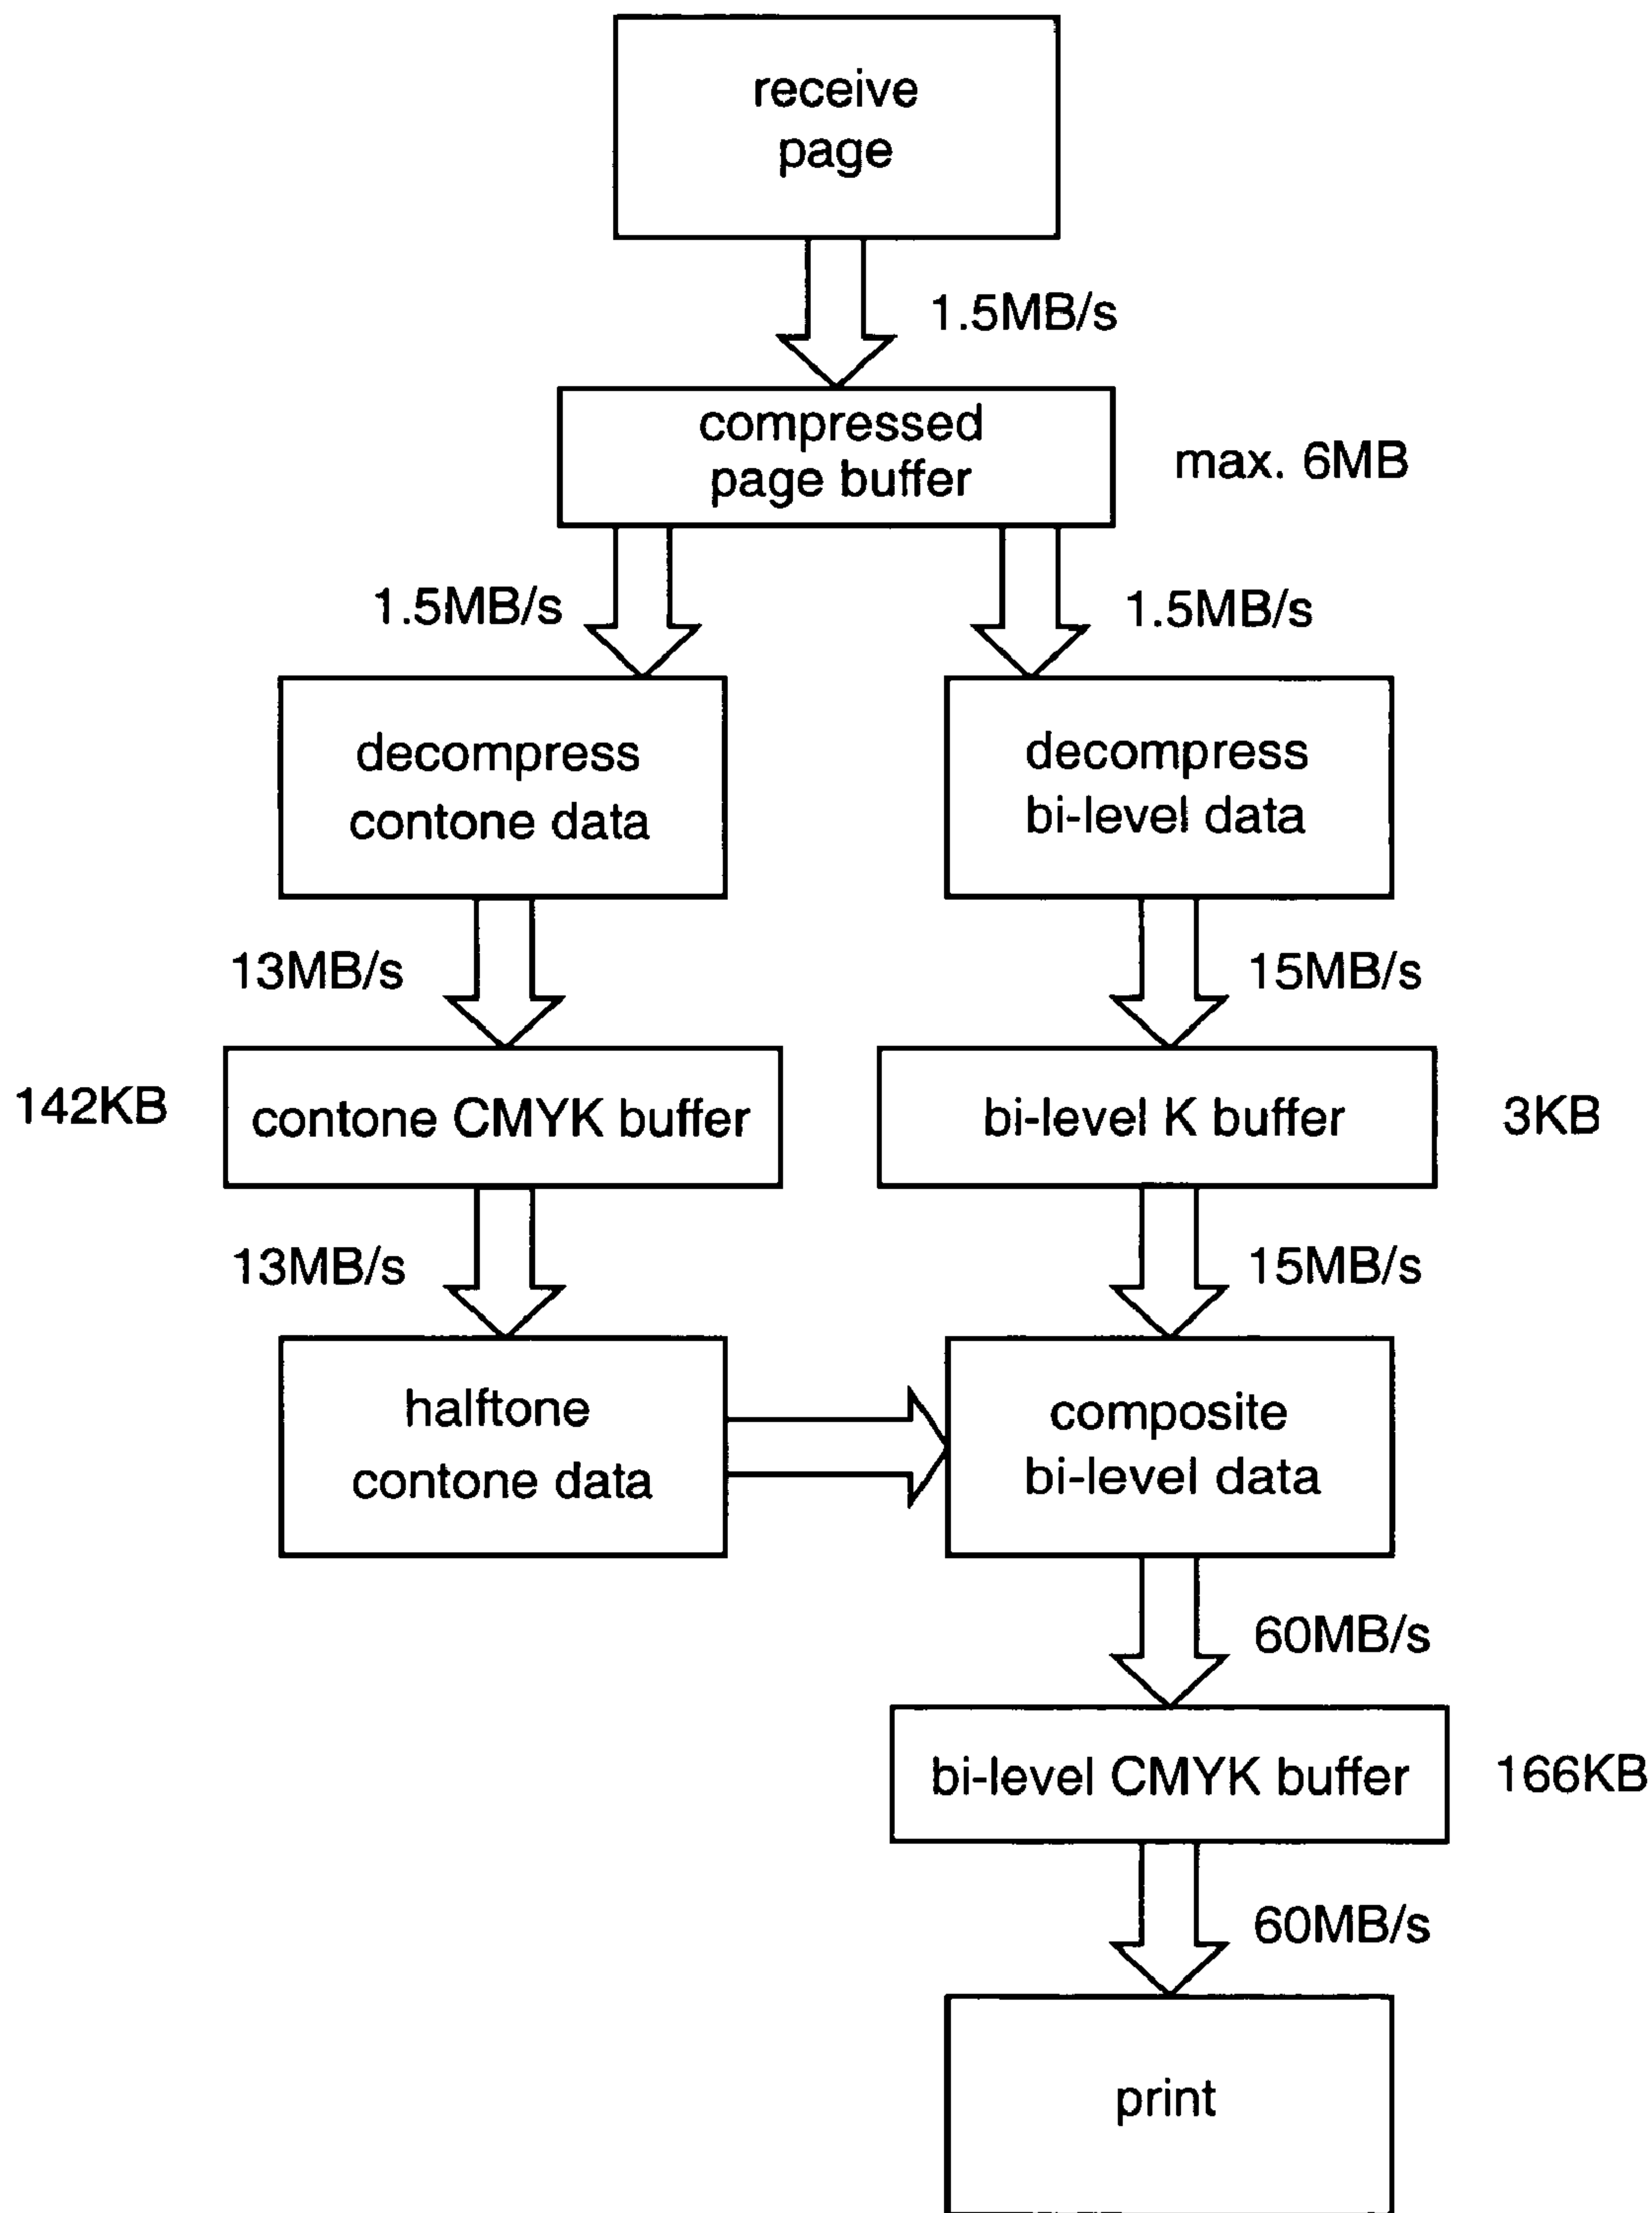 receive
page
1.5MB/s
compressed
page buffer
max. 6MB
1.5MB/s
1.5MB/s
decompress
contone data
decompress
bi-level data
13MB/s
15MB/s
142KB
contone CMYK buffer
bi-level K buffer
3KB
13MB/s
15MB/s
halftone
contone data
composite
bi-level data
60MB/s
bi-level CMYK buffer
166KB
60MB/s
print